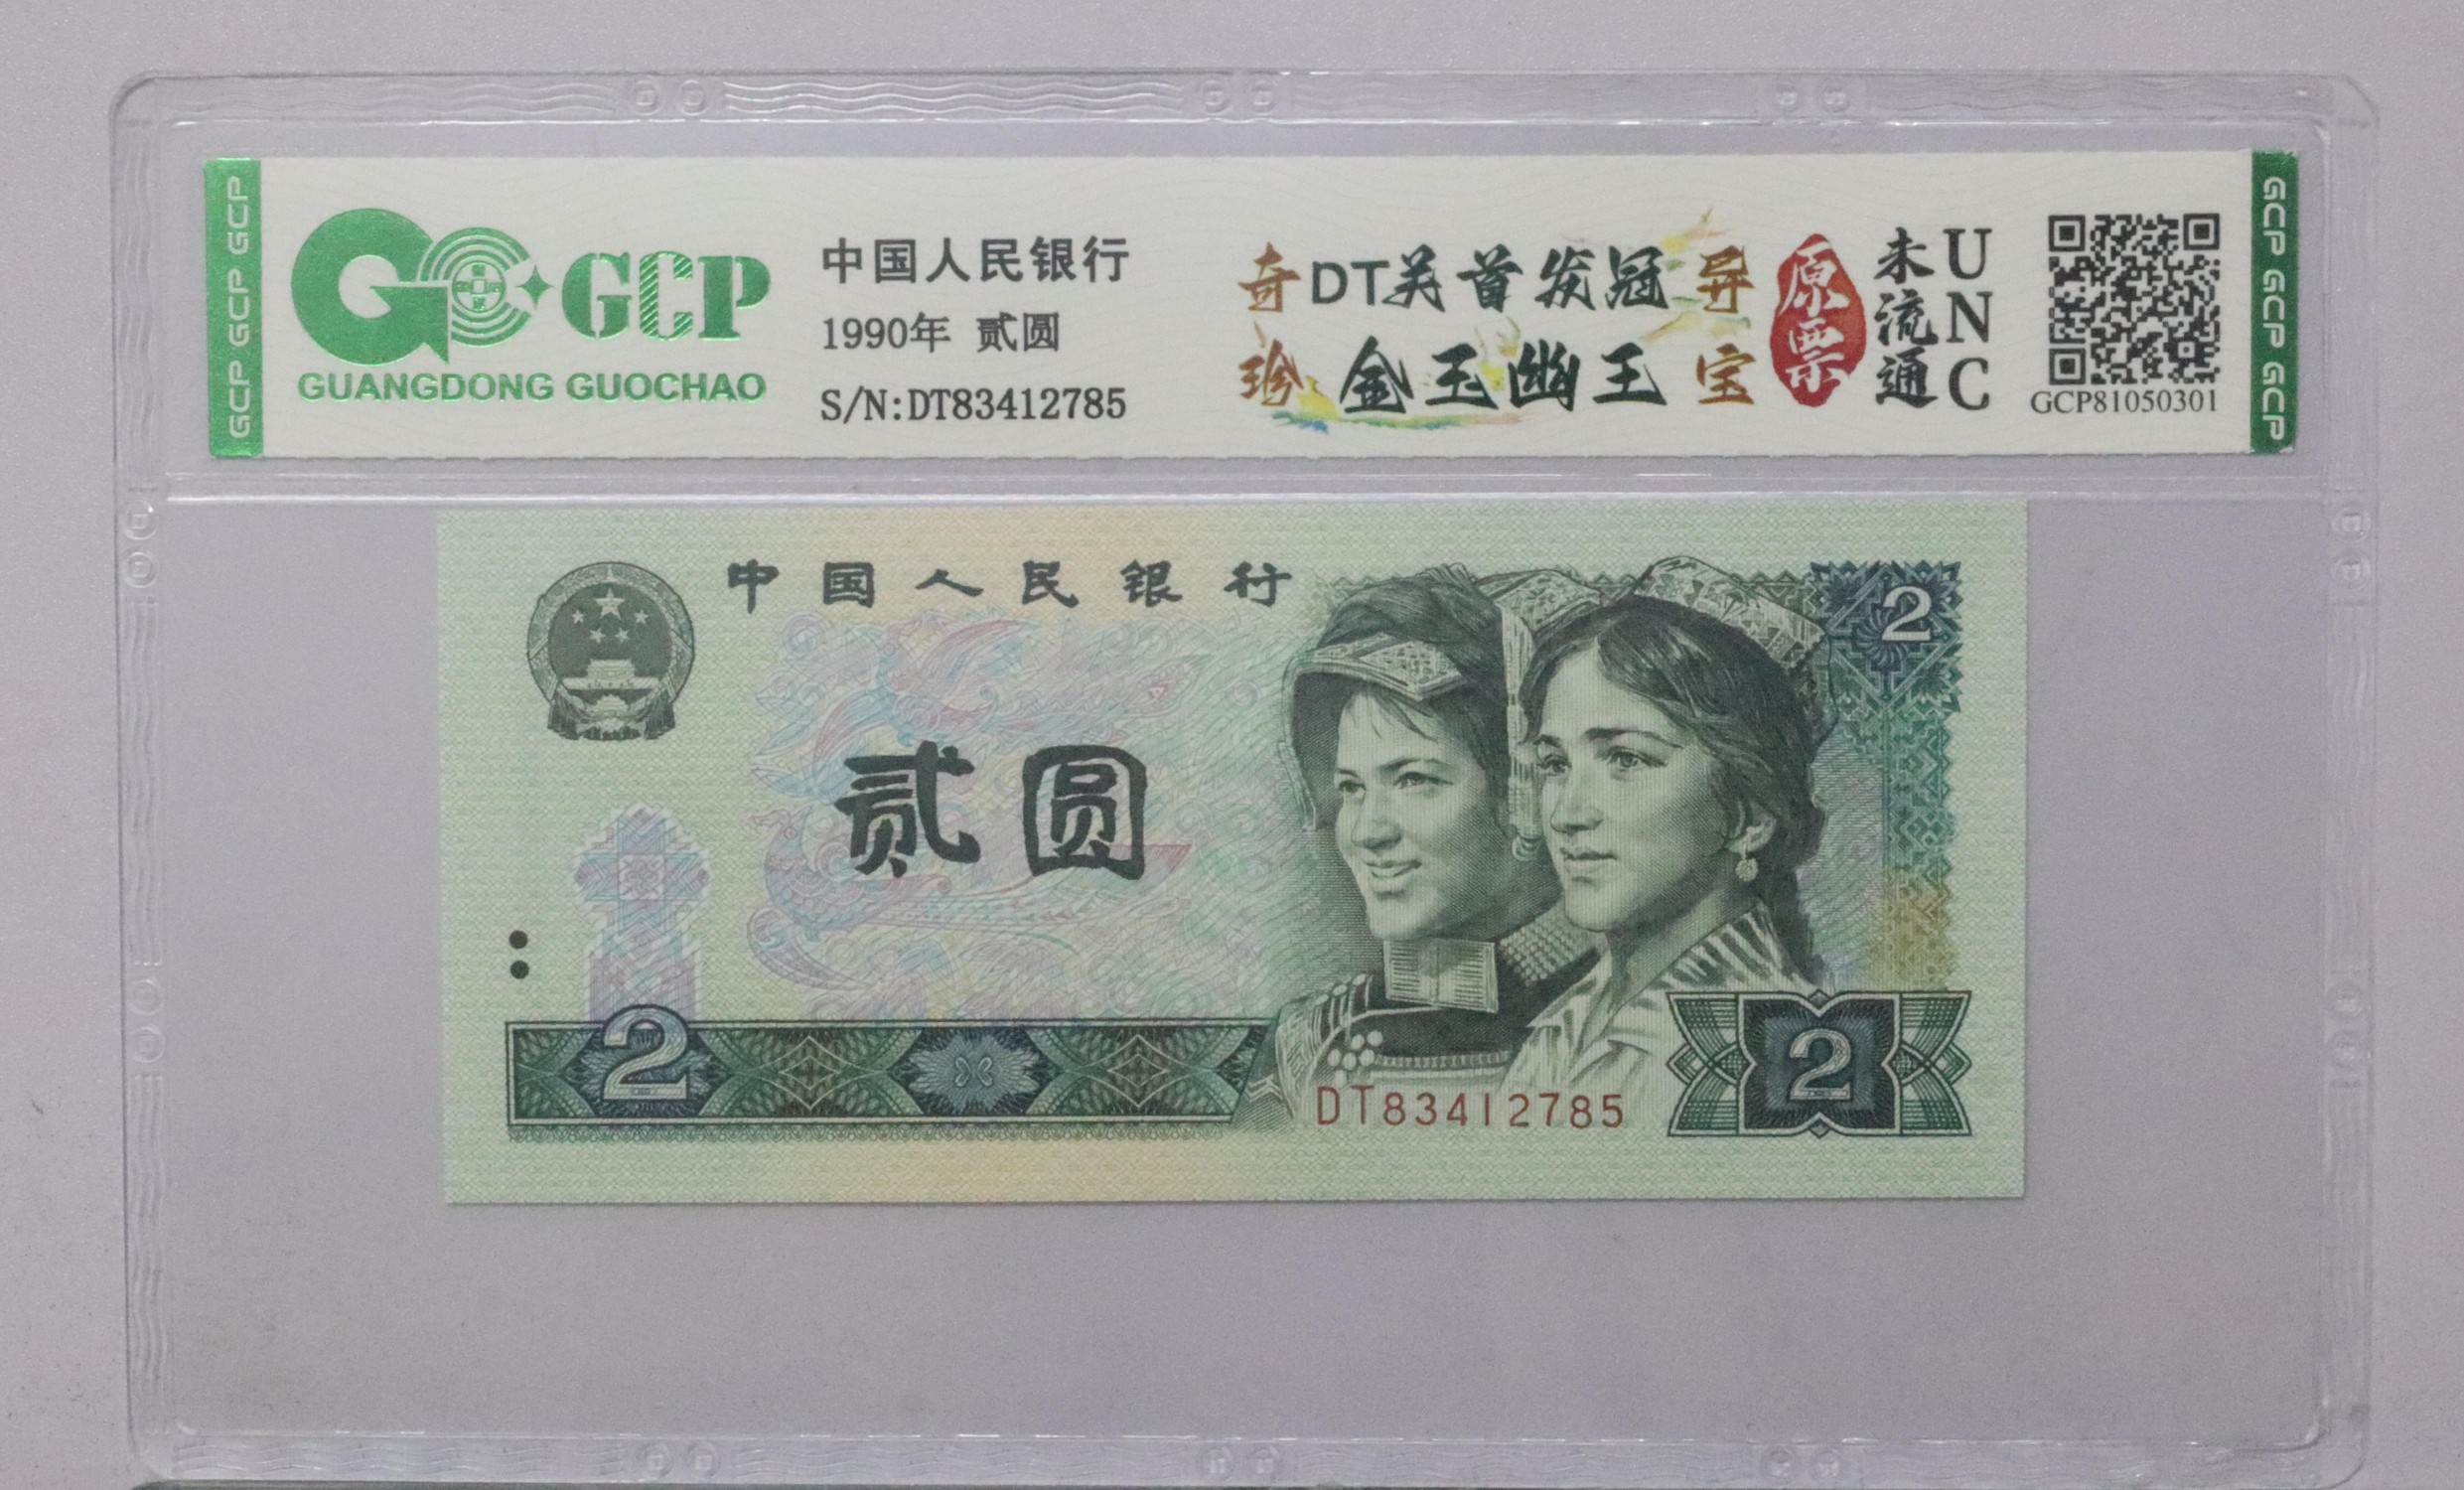 GCP GCP GCP
GCP
GUANGDONG GUOCHAO
中国人民银行
1990年 贰圆
S/N:DT83412785
奇 DT关首发冠 异
珍 金玉幽王 宝
原票
未流通
UNC
GCP81050301
GCP GCP GCP
中国人民银行
2
贰圆
2
DT83412785
2